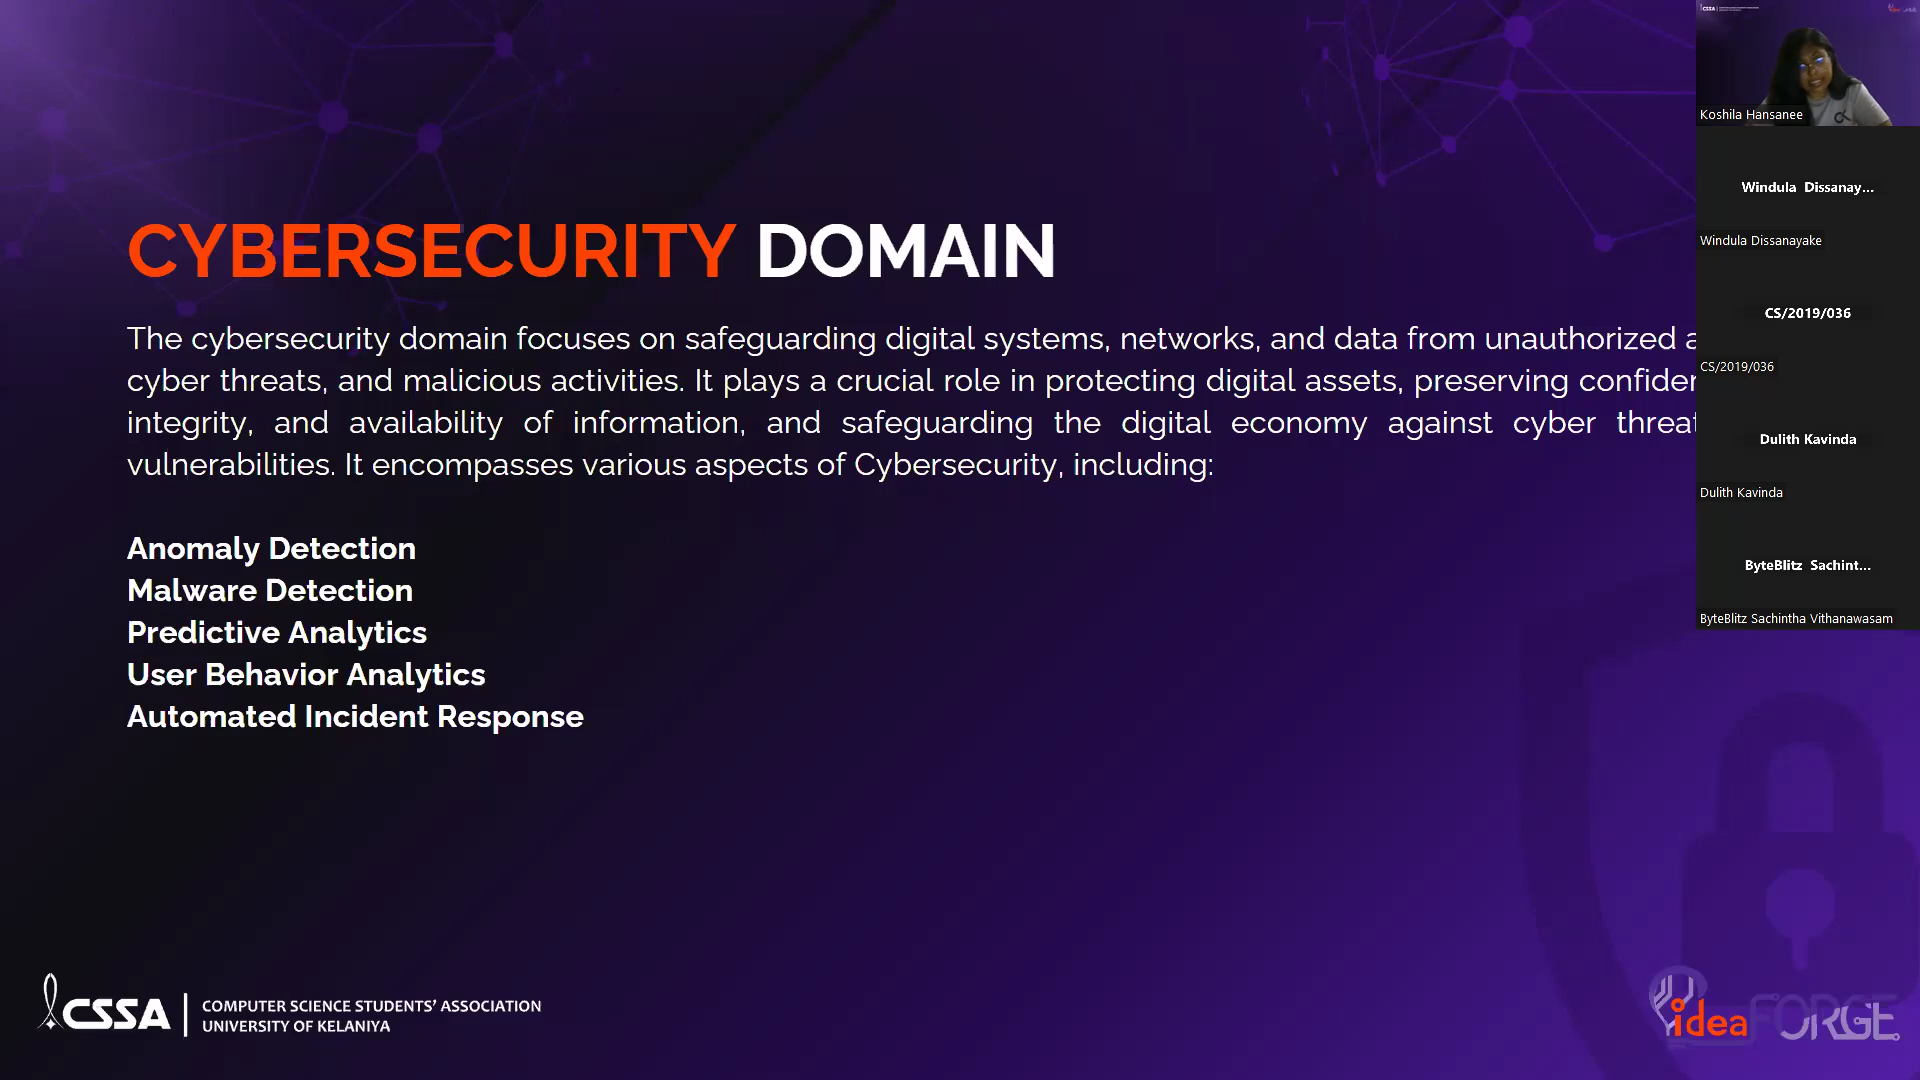 CYBERSECURITY DOMAIN
The cybersecurity domain focuses on safeguarding digital systems, networks, and data from unauthorized
cyber threats, and malicious activities. It plays a crucial role in protecting digital assets, preserving
integrity, and availability of information, and safeguarding the digital economy against cyber
vulnerabilities. It encompasses various aspects of Cybersecurity, including:
Anomaly Detection
Malware Detection
Predictive Analytics
User Behavior Analytics
Automated Incident Response
CSSA
COMPUTER SCIENCE STUDENTS' ASSOCIATION
UNIVERSITY OF KELANIYA
ideaFORGE
Koshila Hansanee
Windula Dissanay...
Windula Dissanayake
CS/2019/036
CS/2019/036
Dulith Kavinda
Dulith Kavinda
ByteBlitz Sachint...
ByteBlitz Sachintha Vithanawasam